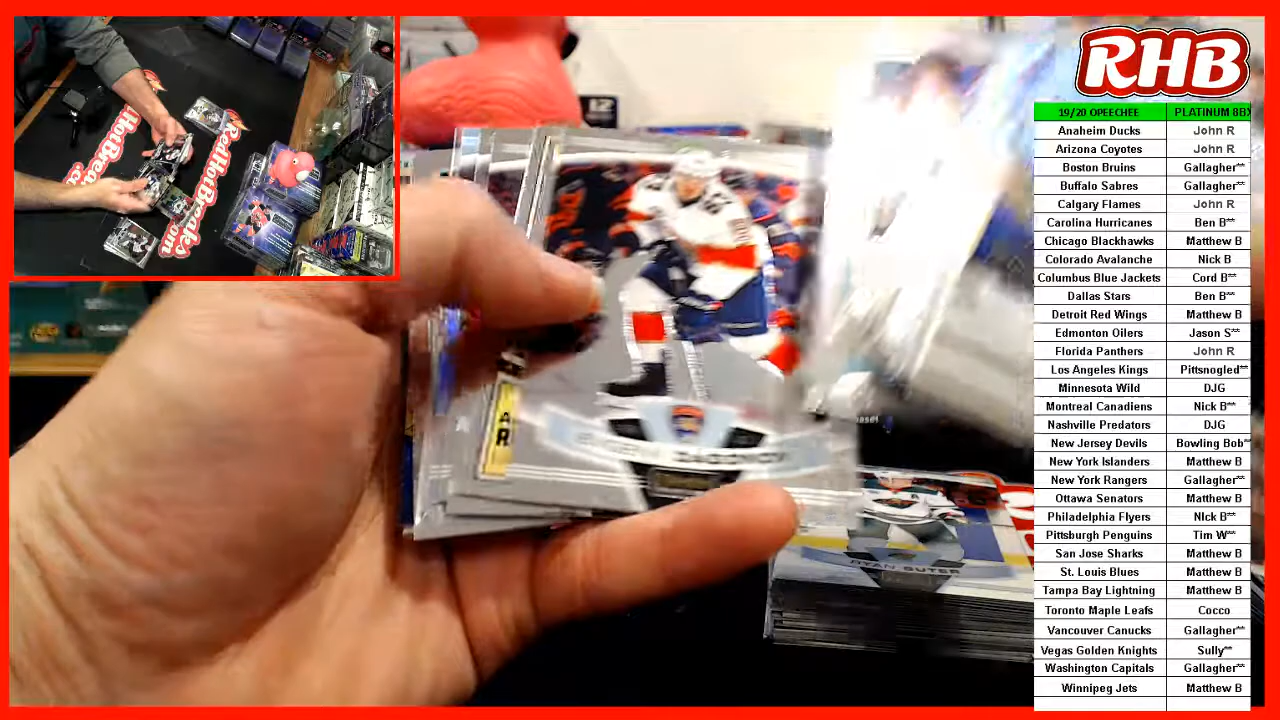 RHB
19/20 OPEECHEE PLATINUM 8BX
Anaheim Ducks John R
Arizona Coyotes John R
Boston Bruins Gallagher**
Buffalo Sabres Gallagher**
Calgary Flames John R
Carolina Hurricanes Ben B**
Chicago Blackhawks Matthew B
Colorado Avalanche Nick B
Columbus Blue Jackets Cord B**
Dallas Stars Ben B**
Detroit Red Wings Matthew B
Edmonton Oilers Jason S**
Florida Panthers John R
Los Angeles Kings Pittsnogled**
Minnesota Wild DJG
Montreal Canadiens Nick B**
Nashville Predators DJG
New Jersey Devils Bowling Bob**
New York Islanders Matthew B
New York Rangers Gallagher**
Ottawa Senators Matthew B
Philadelphia Flyers NIck B**
Pittsburgh Penguins Tim W**
San Jose Sharks Matthew B
St. Louis Blues Matthew B
Tampa Bay Lightning Matthew B
Toronto Maple Leafs Cocco
Vancouver Canucks Gallagher**
Vegas Golden Knights Sully**
Washington Capitals Gallagher**
Winnipeg Jets Matthew B
RedHotBreaks.com
HotBreaks
.co
12
RYAN SUTER